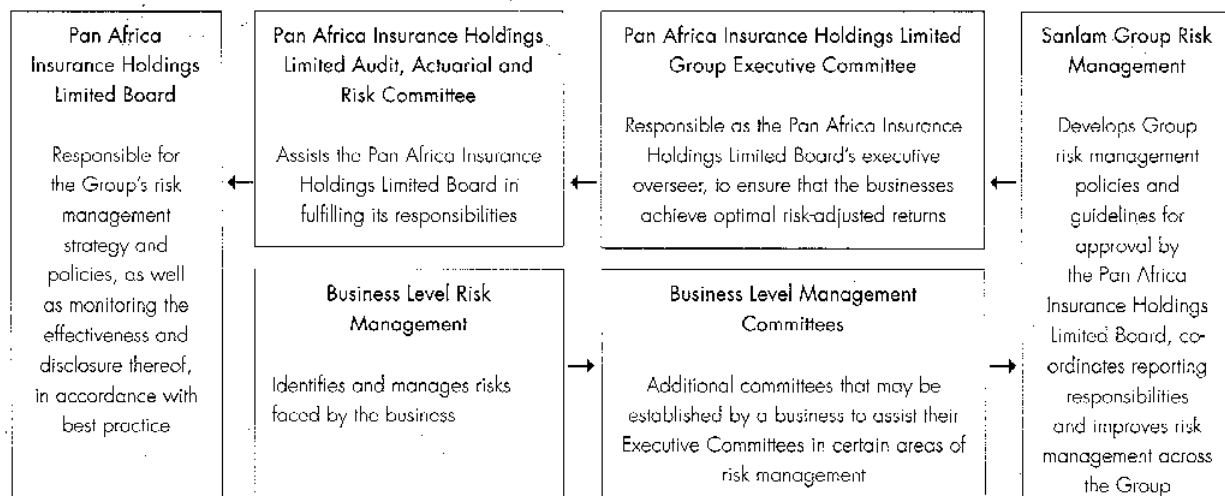 Pan Africa
Insurance Holdings
Limited Board
Responsible for
the Group's risk
management
strategy and
policies, as well
as monitoring the
effectiveness and
disclosure thereof,
in accordance with
best practice
Pan Africa Insurance Holdings
Limited Audit, Actuarial and
Risk Committee
Assists the Pan Africa Insurance
Holdings Limited Board in
fulfilling its responsibilities
Pan Africa Insurance Holdings Limited
Group Executive Committee
Responsible as the Pan Africa Insurance
Holdings Limited Board's executive
overseer, to ensure that the businesses
achieve optimal risk-adjusted returns
Sanlam Group Risk
Management
Develops Group
risk management
policies and
guidelines for
approval by
the Pan Africa
Insurance Holdings
Limited Board, co-
ordinates reporting
responsibilities
and improves risk
management across
the Group
Business Level Risk
Management
Identifies and manages risks
faced by the business
Business Level Management
Committees
Additional committees that may be
established by a business to assist their
Executive Committees in certain areas of
risk management